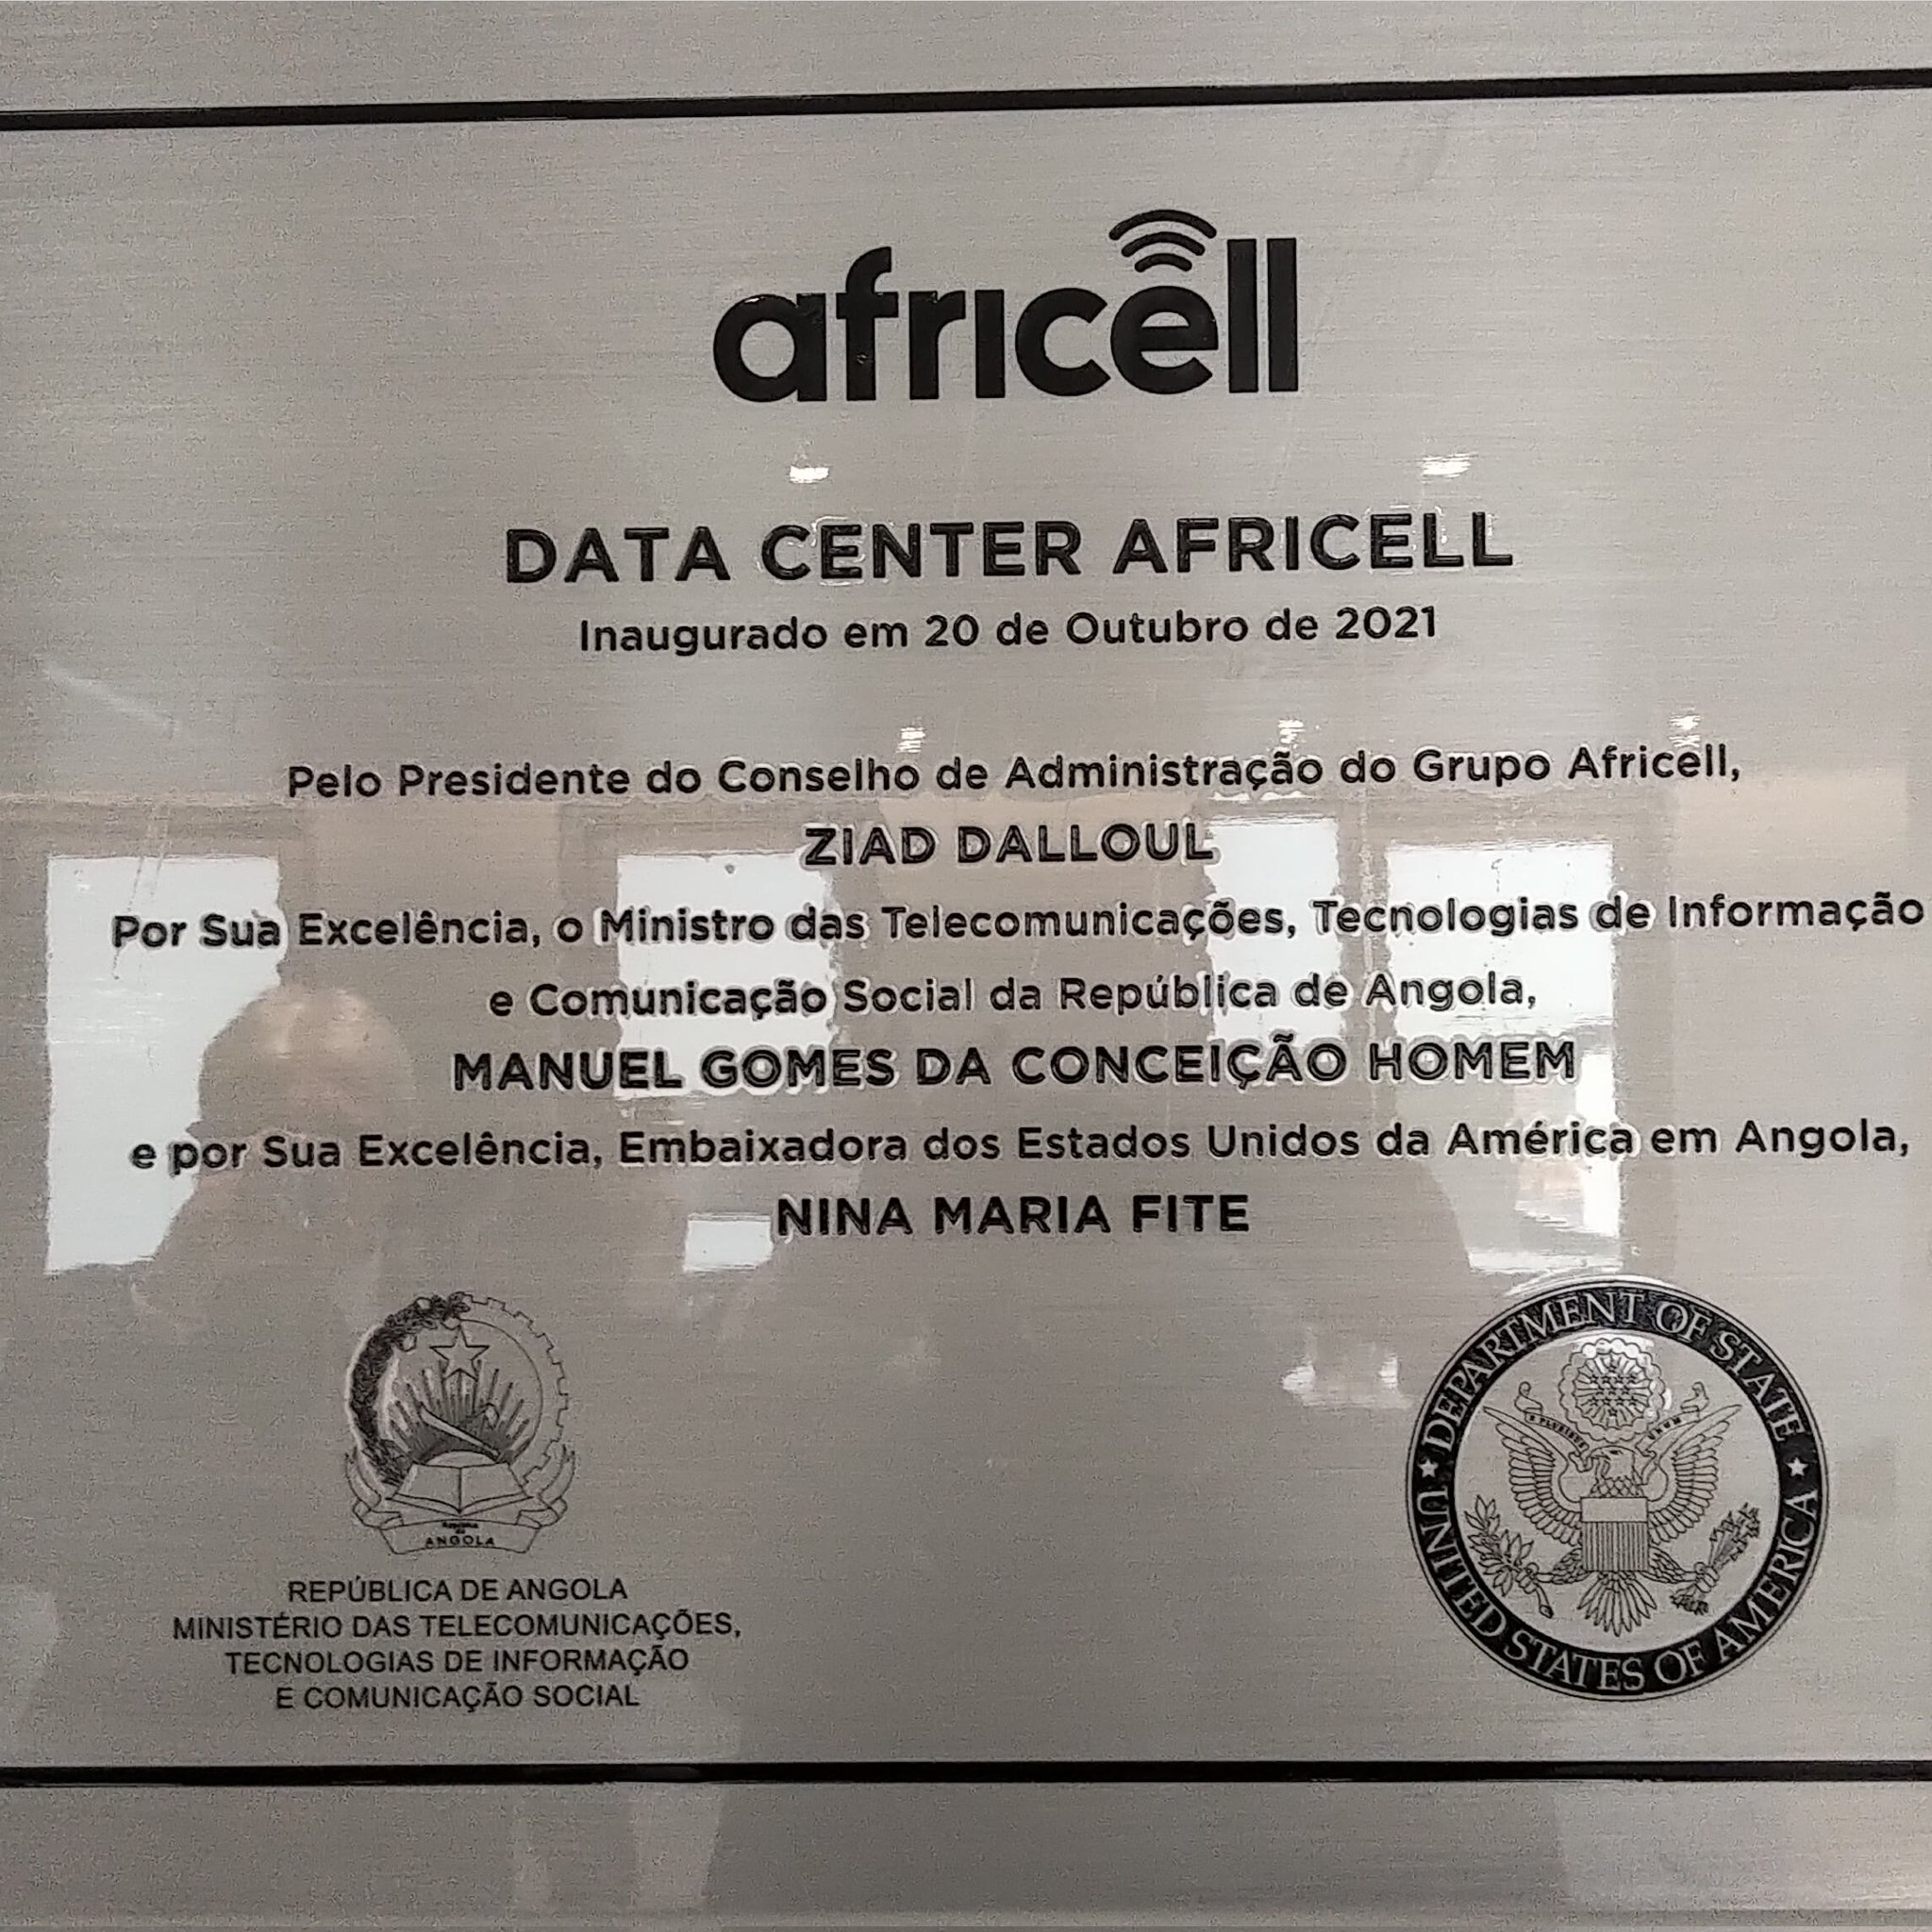 africell
DATA CENTER AFRICELL
Inaugurado em 20 de Outubro de 2021
Pelo Presidente do Conselho de Administração do Grupo Africell,
ZIAD DALLOUL
Por Sua Excelência, o Ministro das Telecomunicações, Tecnologias de Informação
e Comunicação Social da República de Angola,
MANUEL GOMES DA CONCEIÇÃO HOMEM
e por Sua Excelência, Embaixadora dos Estados Unidos da América em Angola,
NINA MARIA FITE
ANGOLA
REPÚBLICA DE ANGOLA
MINISTÉRIO DAS TELECOMUNICAÇÕES,
TECNOLOGIAS DE INFORMAÇÃO
E COMUNICAÇÃO SOCIAL
DEPARTMENT OF STATE
E PLURIBUS UNUM
UNITED STATES OF AMERICA